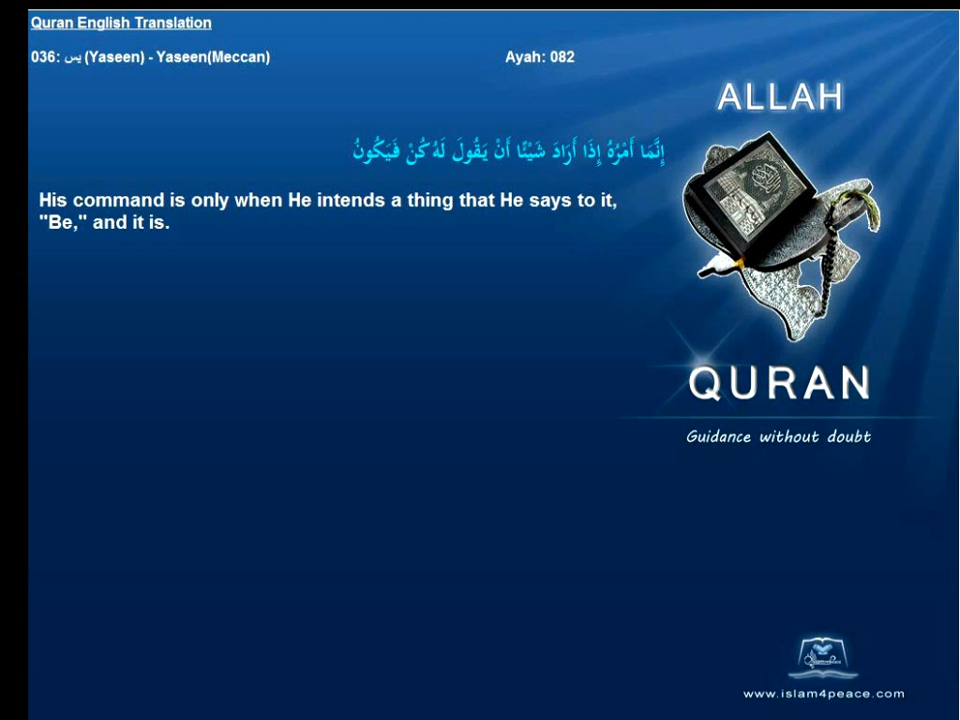 Quran English Translation
036: يس (Yaseen) - Yaseen(Meccan) Ayah: 082
ALLAH
إِنَّمَا أَمْرُهُ إِذَا أَرَادَ شَيْئًا أَنْ يَقُولَ لَهُ كُنْ فَيَكُونُ
His command is only when He intends a thing that He says to it,
"Be," and it is.
QURAN
Guidance without doubt
www.islam4peace.com